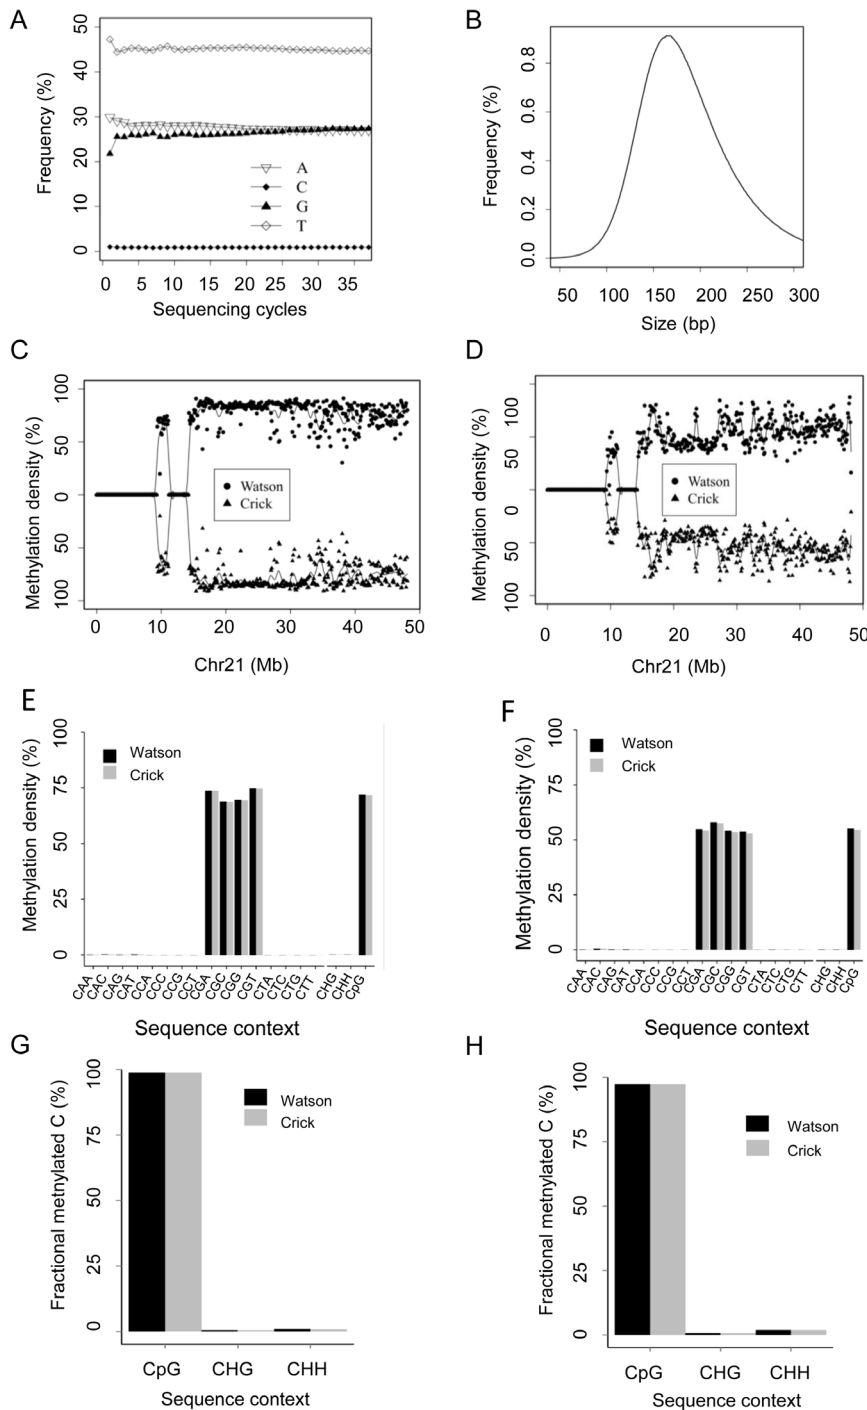 A
Frequency (%)
50
40
30
20
10
0
A
C
G
T
0 5 10 15 20 25 30 35
Sequencing cycles
B
Frequency (%)
0.8
0.6
0.4
0.2
0.0
50 100 150 200 250 300
Size (bp)
C
Methylation density (%)
100
50
0
50
100
Watson
Crick
0 10 20 30 40 50
Chr21 (Mb)
D
Methylation density (%)
100
50
0
50
100
Watson
Crick
0 10 20 30 40 50
Chr21 (Mb)
E
Methylation density (%)
100
75
50
25
0
Watson
Crick
CAA CAC CAG CAT CCA CCC CCG CCT CGA CGC CGG CGT CTA CTC CTG CTT CHG CHH CpG
Sequence context
F
Methylation density (%)
100
75
50
25
0
Watson
Crick
CAA CAC CAG CAT CCA CCC CCG CCT CGA CGC CGG CGT CTA CTC CTG CTT CHG CHH CpG
Sequence context
G
Fractional metnylated C (%)
100
75
50
25
0
Watson
Crick
CpG CHG CHH
Sequence context
H
Fractional metnylated C (%)
100
75
50
25
0
Watson
Crick
CpG CHG CHH
Sequence context